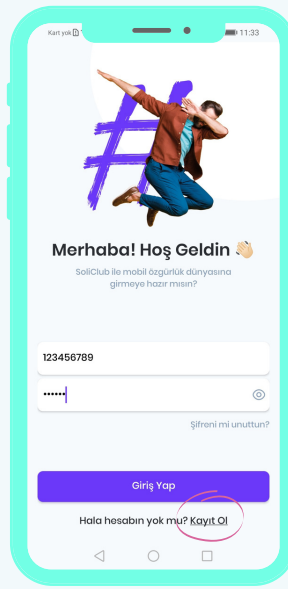 Kart yok
11:33
Merhaba! Hoş Geldin
SoliClub ile mobil özgürlük dünyasına
girmeye hazır mısın?
123456789
••••••
Şifreni mi unuttun?
Giriş Yap
Hala hesabın yok mu? Kayıt Ol